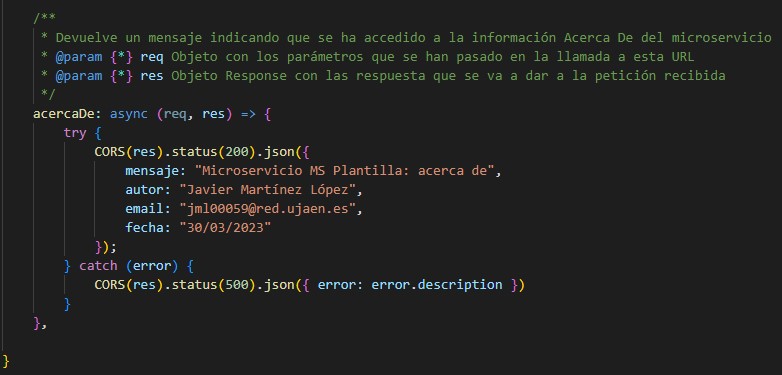 /**
 * Devuelve un mensaje indicando que se ha accedido a la información Acerca De del microservicio
 * @param {*} req Objeto con los parámetros que se han pasado en la llamada a esta URL
 * @param {*} res Objeto Response con las respuesta que se va a dar a la petición recibida
 */
acercaDe: async (req, res) => {
    try {
        CORS(res).status(200).json({
            mensaje: "Microservicio MS Plantilla: acerca de",
            autor: "Javier Martínez López",
            email: "jml00059@red.ujaen.es",
            fecha: "30/03/2023"
        });
    } catch (error) {
        CORS(res).status(500).json({ error: error.description })
    }
},
}